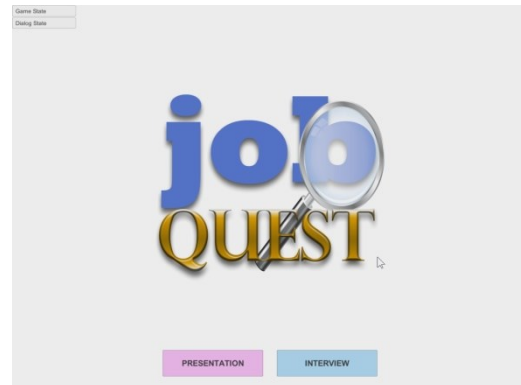 Game State
Dialog State
job
QUEST
PRESENTATION
INTERVIEW